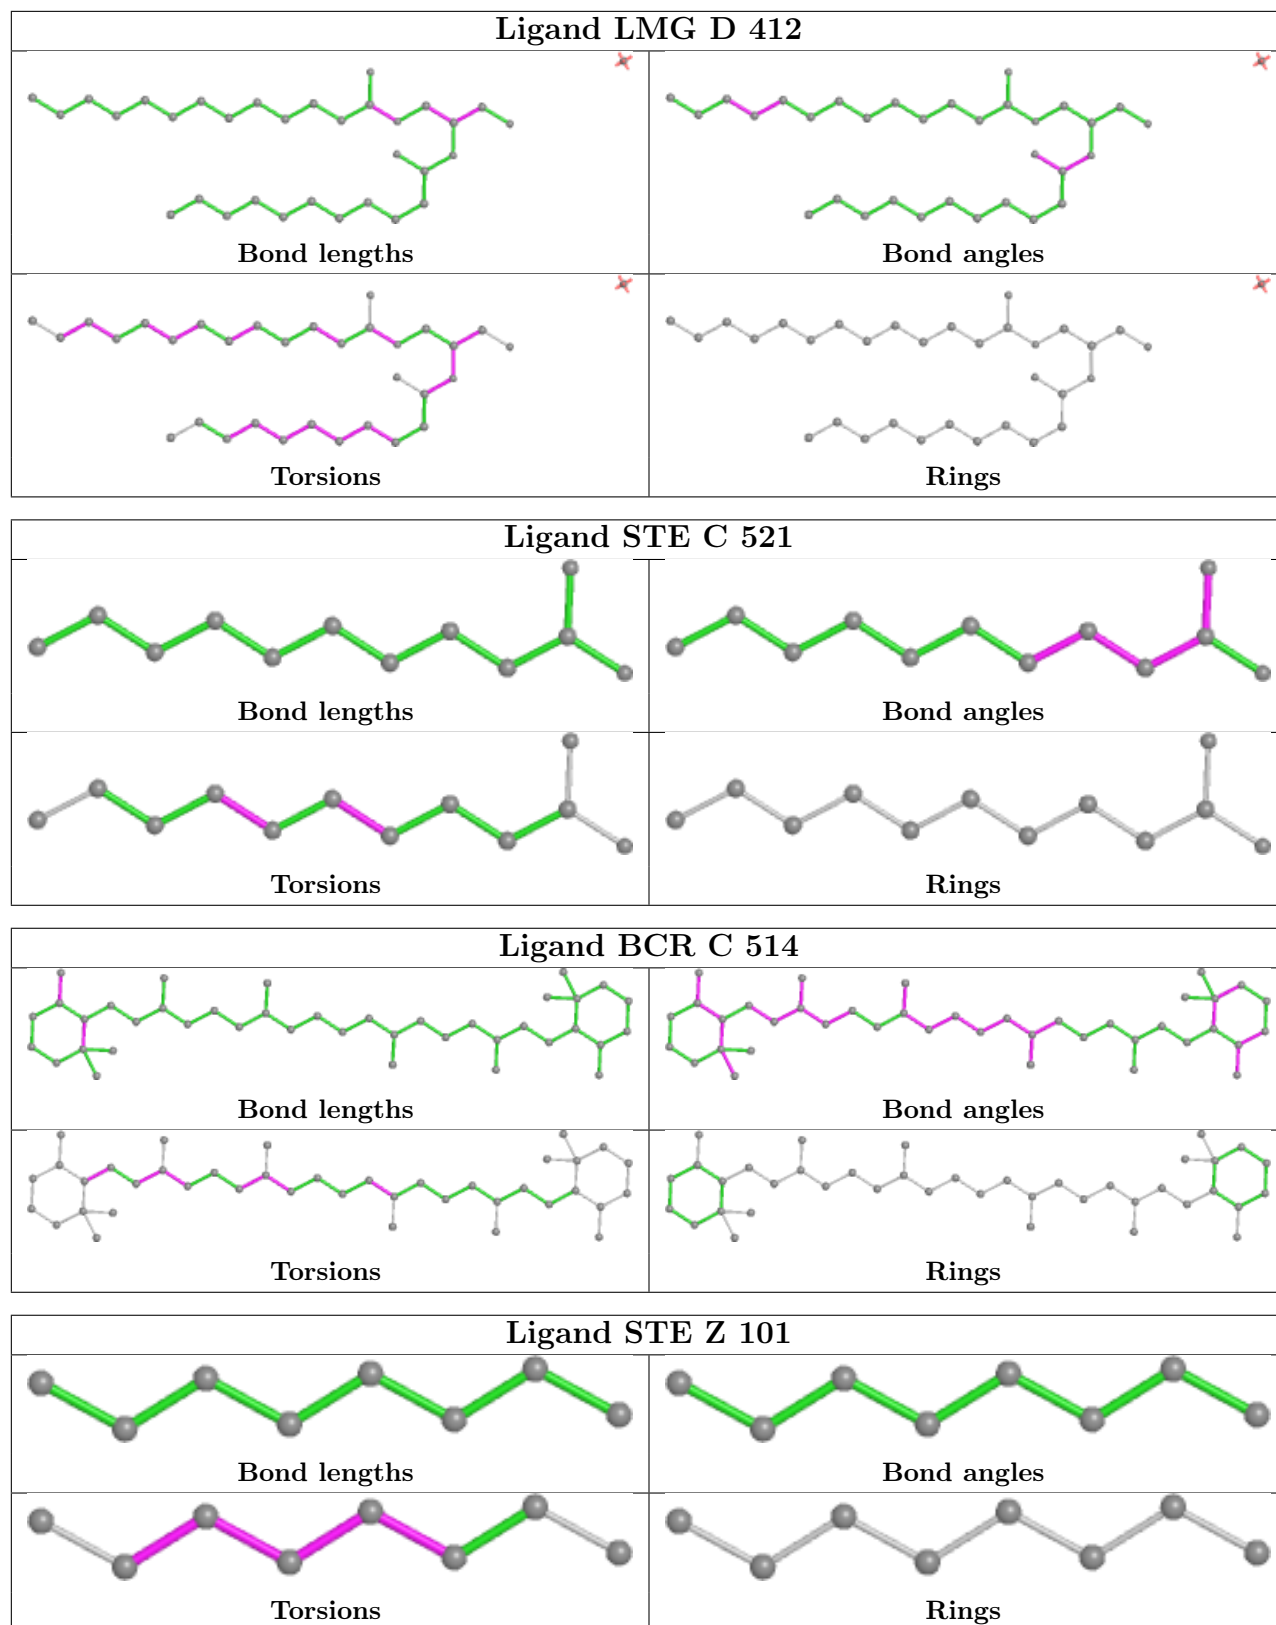 Ligand LMG D 412
Bond lengths
Bond angles
Torsions
Rings
Ligand STE C 521
Bond lengths
Bond angles
Torsions
Rings
Ligand BCR C 514
Bond lengths
Bond angles
Torsions
Rings
Ligand STE Z 101
Bond lengths
Bond angles
Torsions
Rings